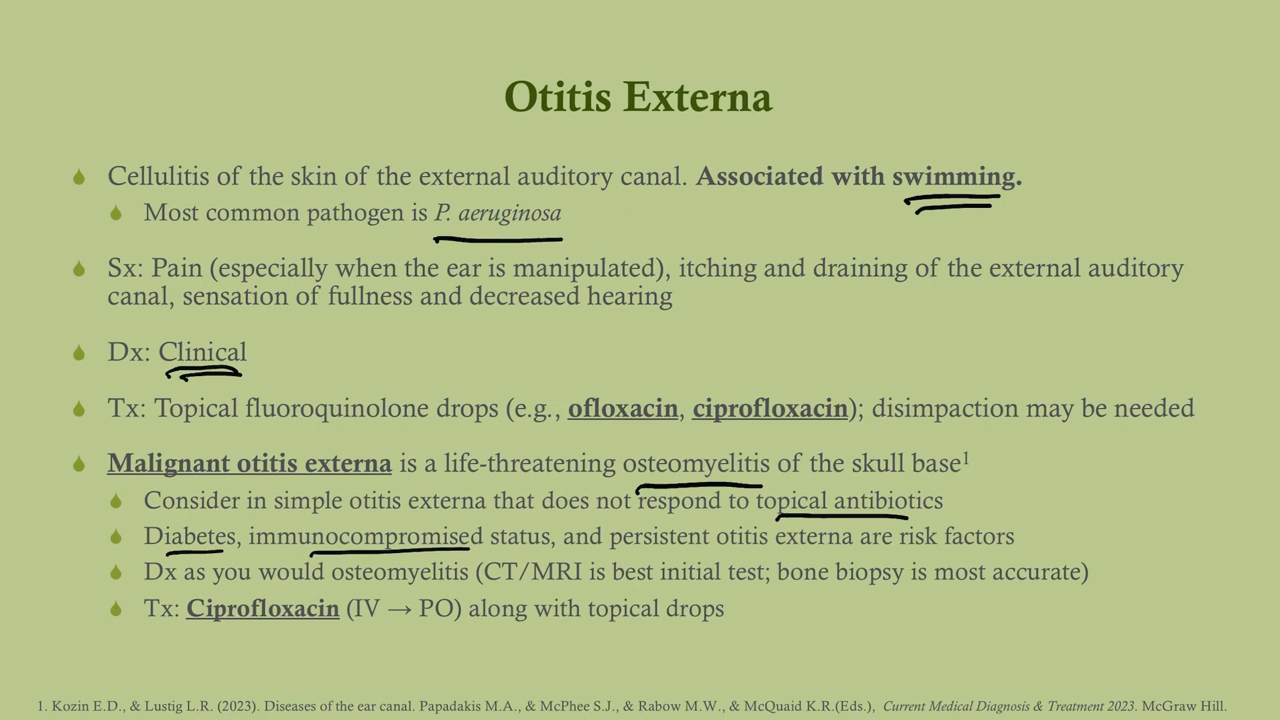 Otitis Externa
Cellulitis of the skin of the external auditory canal. Associated with swimming.
Most common pathogen is P. aeruginosa
Sx: Pain (especially when the ear is manipulated), itching and draining of the external auditory
canal, sensation of fullness and decreased hearing
Dx: Clinical
Tx: Topical fluoroquinolone drops (e.g., ofloxacin, ciprofloxacin); disimpaction may be needed
Malignant otitis externa is a life-threatening osteomyelitis of the skull base¹
Consider in simple otitis externa that does not respond to topical antibiotics
Diabetes, immunocompromised status, and persistent otitis externa are risk factors
Dx as you would osteomyelitis (CT/MRI is best initial test; bone biopsy is most accurate)
Tx: Ciprofloxacin (IV → PO) along with topical drops
1. Kozin E.D., & Lustig L.R. (2023). Diseases of the ear canal. Papadakis M.A., & McPhee S.J., & Rabow M.W., & McQuaid K.R.(Eds.), Current Medical Diagnosis & Treatment 2023. McGraw Hill.